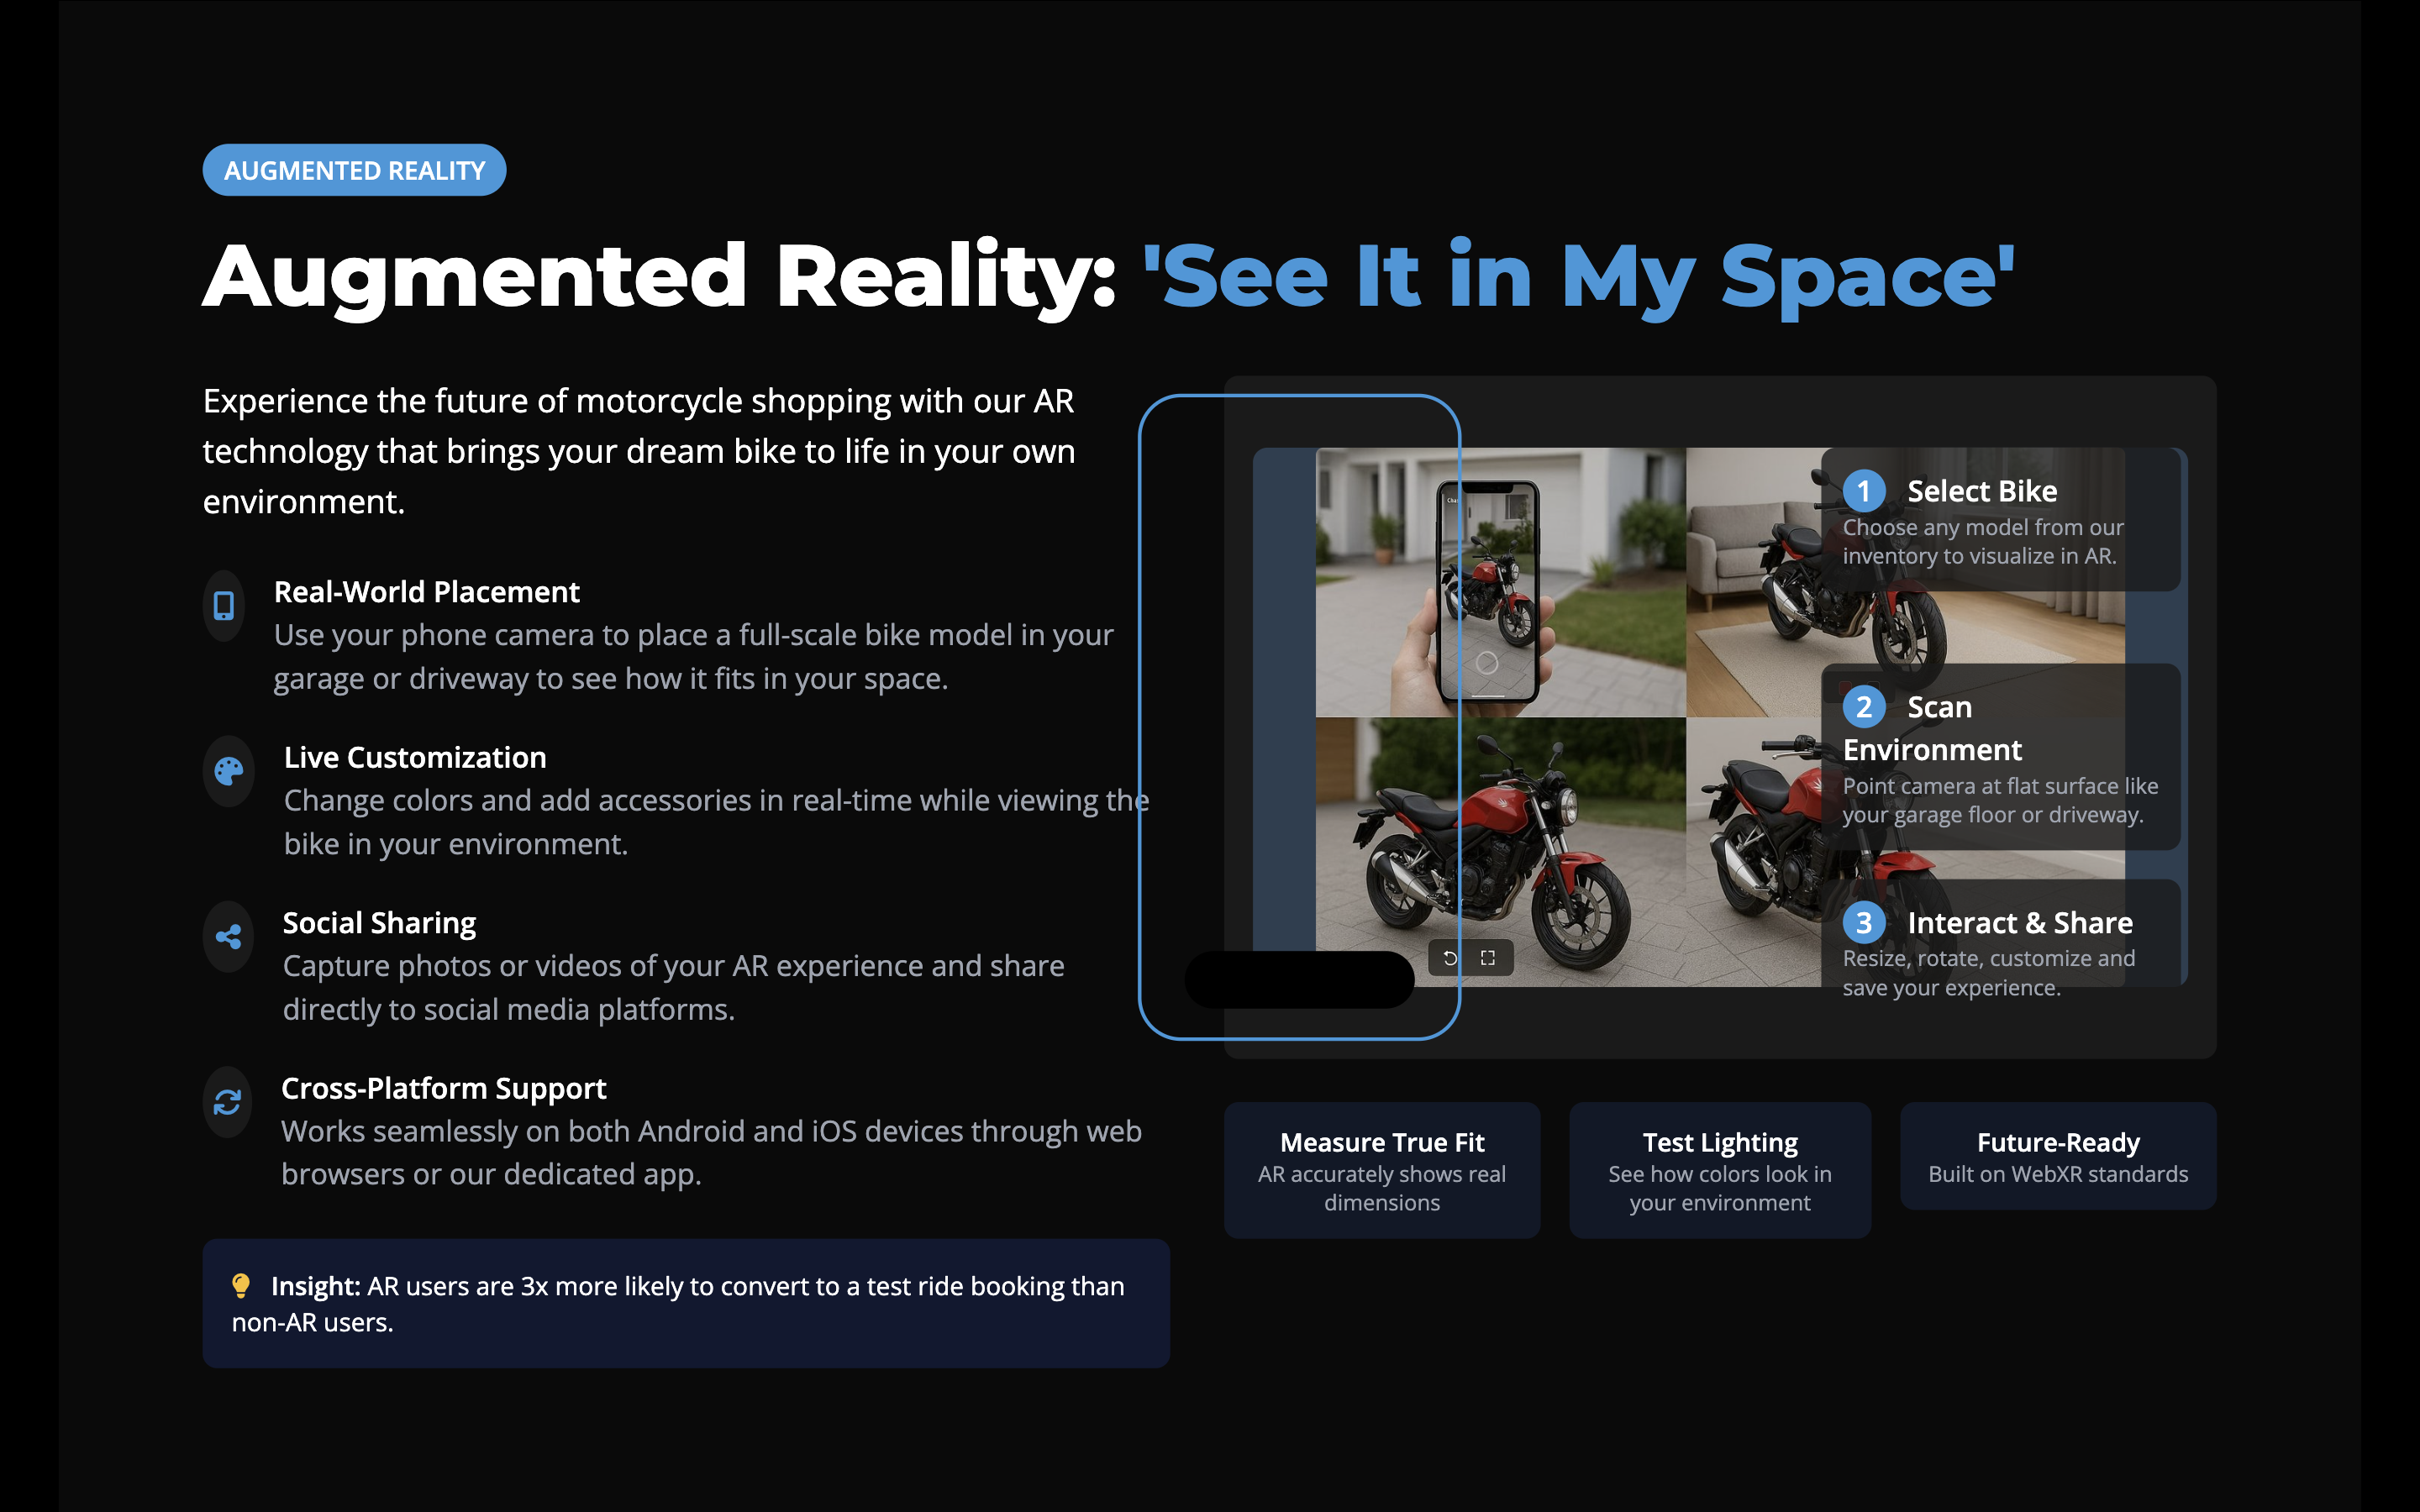 AUGMENTED REALITY
Augmented Reality: 'See It in My Space'
Experience the future of motorcycle shopping with our AR
technology that brings your dream bike to life in your own
environment.
Real-World Placement
Use your phone camera to place a full-scale bike model in your
garage or driveway to see how it fits in your space.
Live Customization
Change colors and add accessories in real-time while viewing the
bike in your environment.
Social Sharing
Capture photos or videos of your AR experience and share
directly to social media platforms.
Cross-Platform Support
Works seamlessly on both Android and iOS devices through web
browsers or our dedicated app.
Insight: AR users are 3x more likely to convert to a test ride booking than
non-AR users.
1 Select Bike
Choose any model from our
inventory to visualize in AR.
2 Scan
Environment
Point camera at flat surface like
your garage floor or driveway.
3 Interact & Share
Resize, rotate, customize and
save your experience.
Measure True Fit
AR accurately shows real
dimensions
Test Lighting
See how colors look in
your environment
Future-Ready
Built on WebXR standards